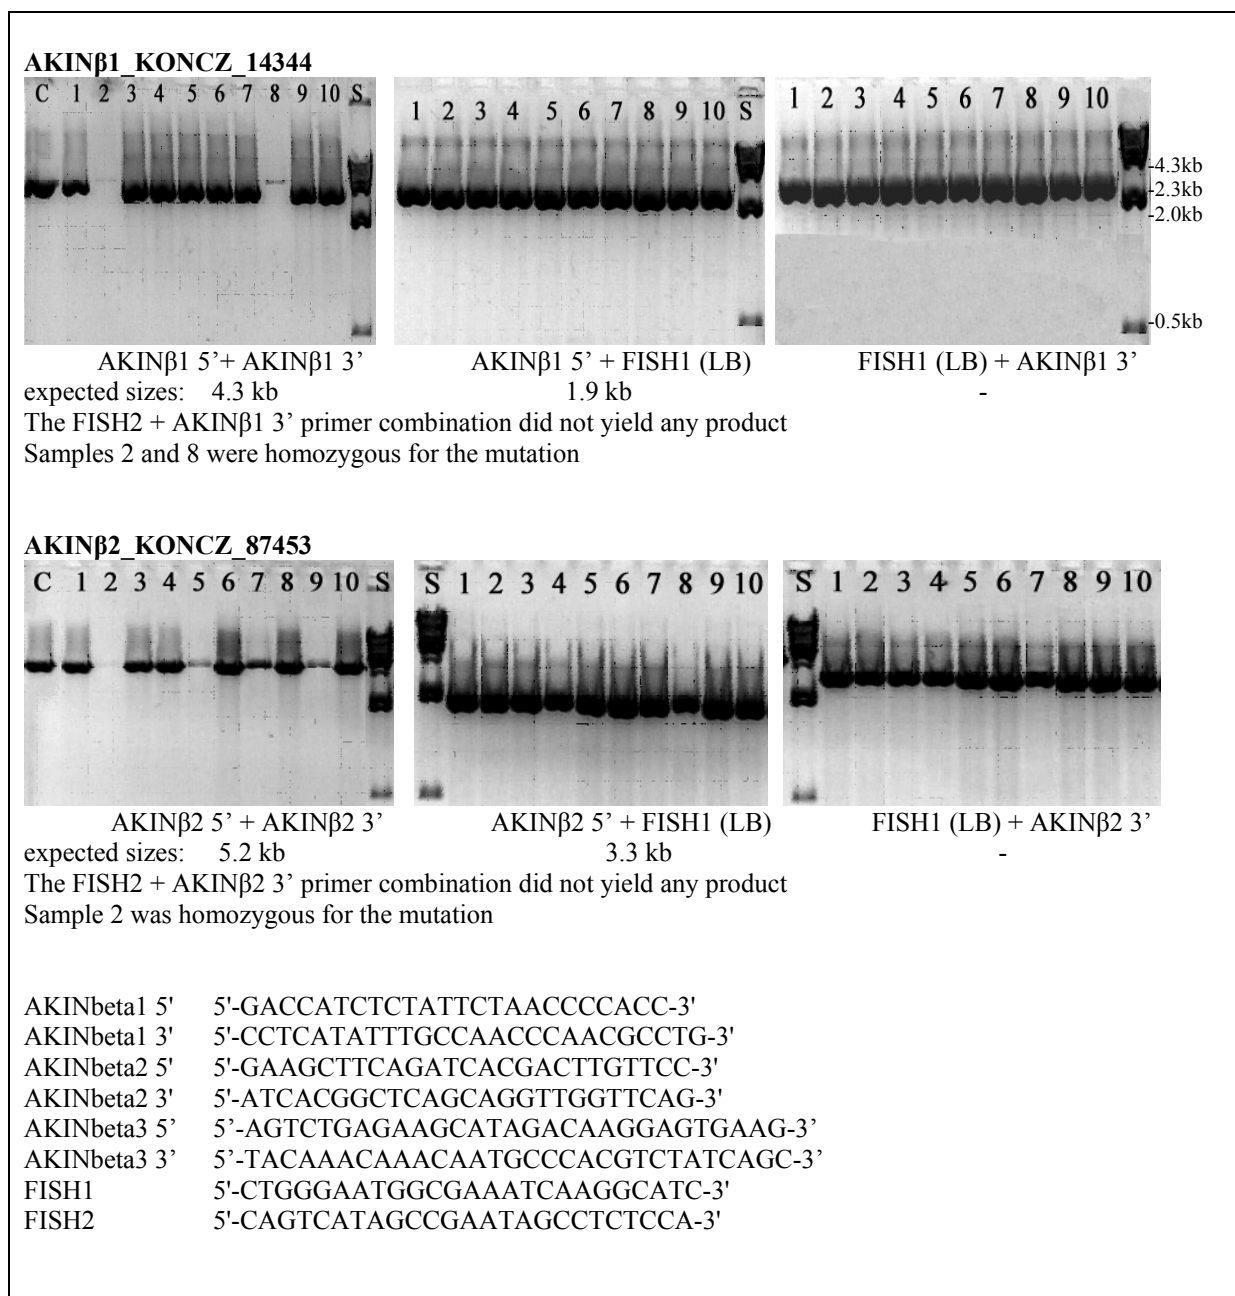 AKINβ1_KONCZ_14344
C 1 2 3 4 5 6 7 8 9 10 S
1 2 3 4 5 6 7 8 9 10 S
1 2 3 4 5 6 7 8 9 10
-4.3kb
-2.3kb
-2.0kb
-0.5kb
AKINβ1 5’+ AKINβ1 3’ AKINβ1 5’ + FISH1 (LB) FISH1 (LB) + AKINβ1 3’
expected sizes: 4.3 kb 1.9 kb -
The FISH2 + AKINβ1 3’ primer combination did not yield any product
Samples 2 and 8 were homozygous for the mutation
AKINβ2_KONCZ_87453
C 1 2 3 4 5 6 7 8 9 10 S
S 1 2 3 4 5 6 7 8 9 10
S 1 2 3 4 5 6 7 8 9 10
AKINβ2 5’ + AKINβ2 3’ AKINβ2 5’ + FISH1 (LB) FISH1 (LB) + AKINβ2 3’
expected sizes: 5.2 kb 3.3 kb -
The FISH2 + AKINβ2 3’ primer combination did not yield any product
Sample 2 was homozygous for the mutation
AKINbeta1 5' 5'-GACCATCTCTATTCTAACCCCACC-3'
AKINbeta1 3' 5'-CCTCATATTTGCCAACCCAACGCCTG-3'
AKINbeta2 5' 5'-GAAGCTTCAGATCACGACTTGTTCC-3'
AKINbeta2 3' 5'-ATCACGGCTCAGCAGGTTGGTTCAG-3'
AKINbeta3 5’ 5’-AGTCTGAGAAGCATAGACAAGGAGTGAAG-3’
AKINbeta3 3’ 5’-TACAAACAAACAATGCCCACGTCTATCAGC-3’
FISH1 5'-CTGGGAATGGCGAAATCAAGGCATC-3'
FISH2 5'-CAGTCATAGCCGAATAGCCTCTCCA-3'